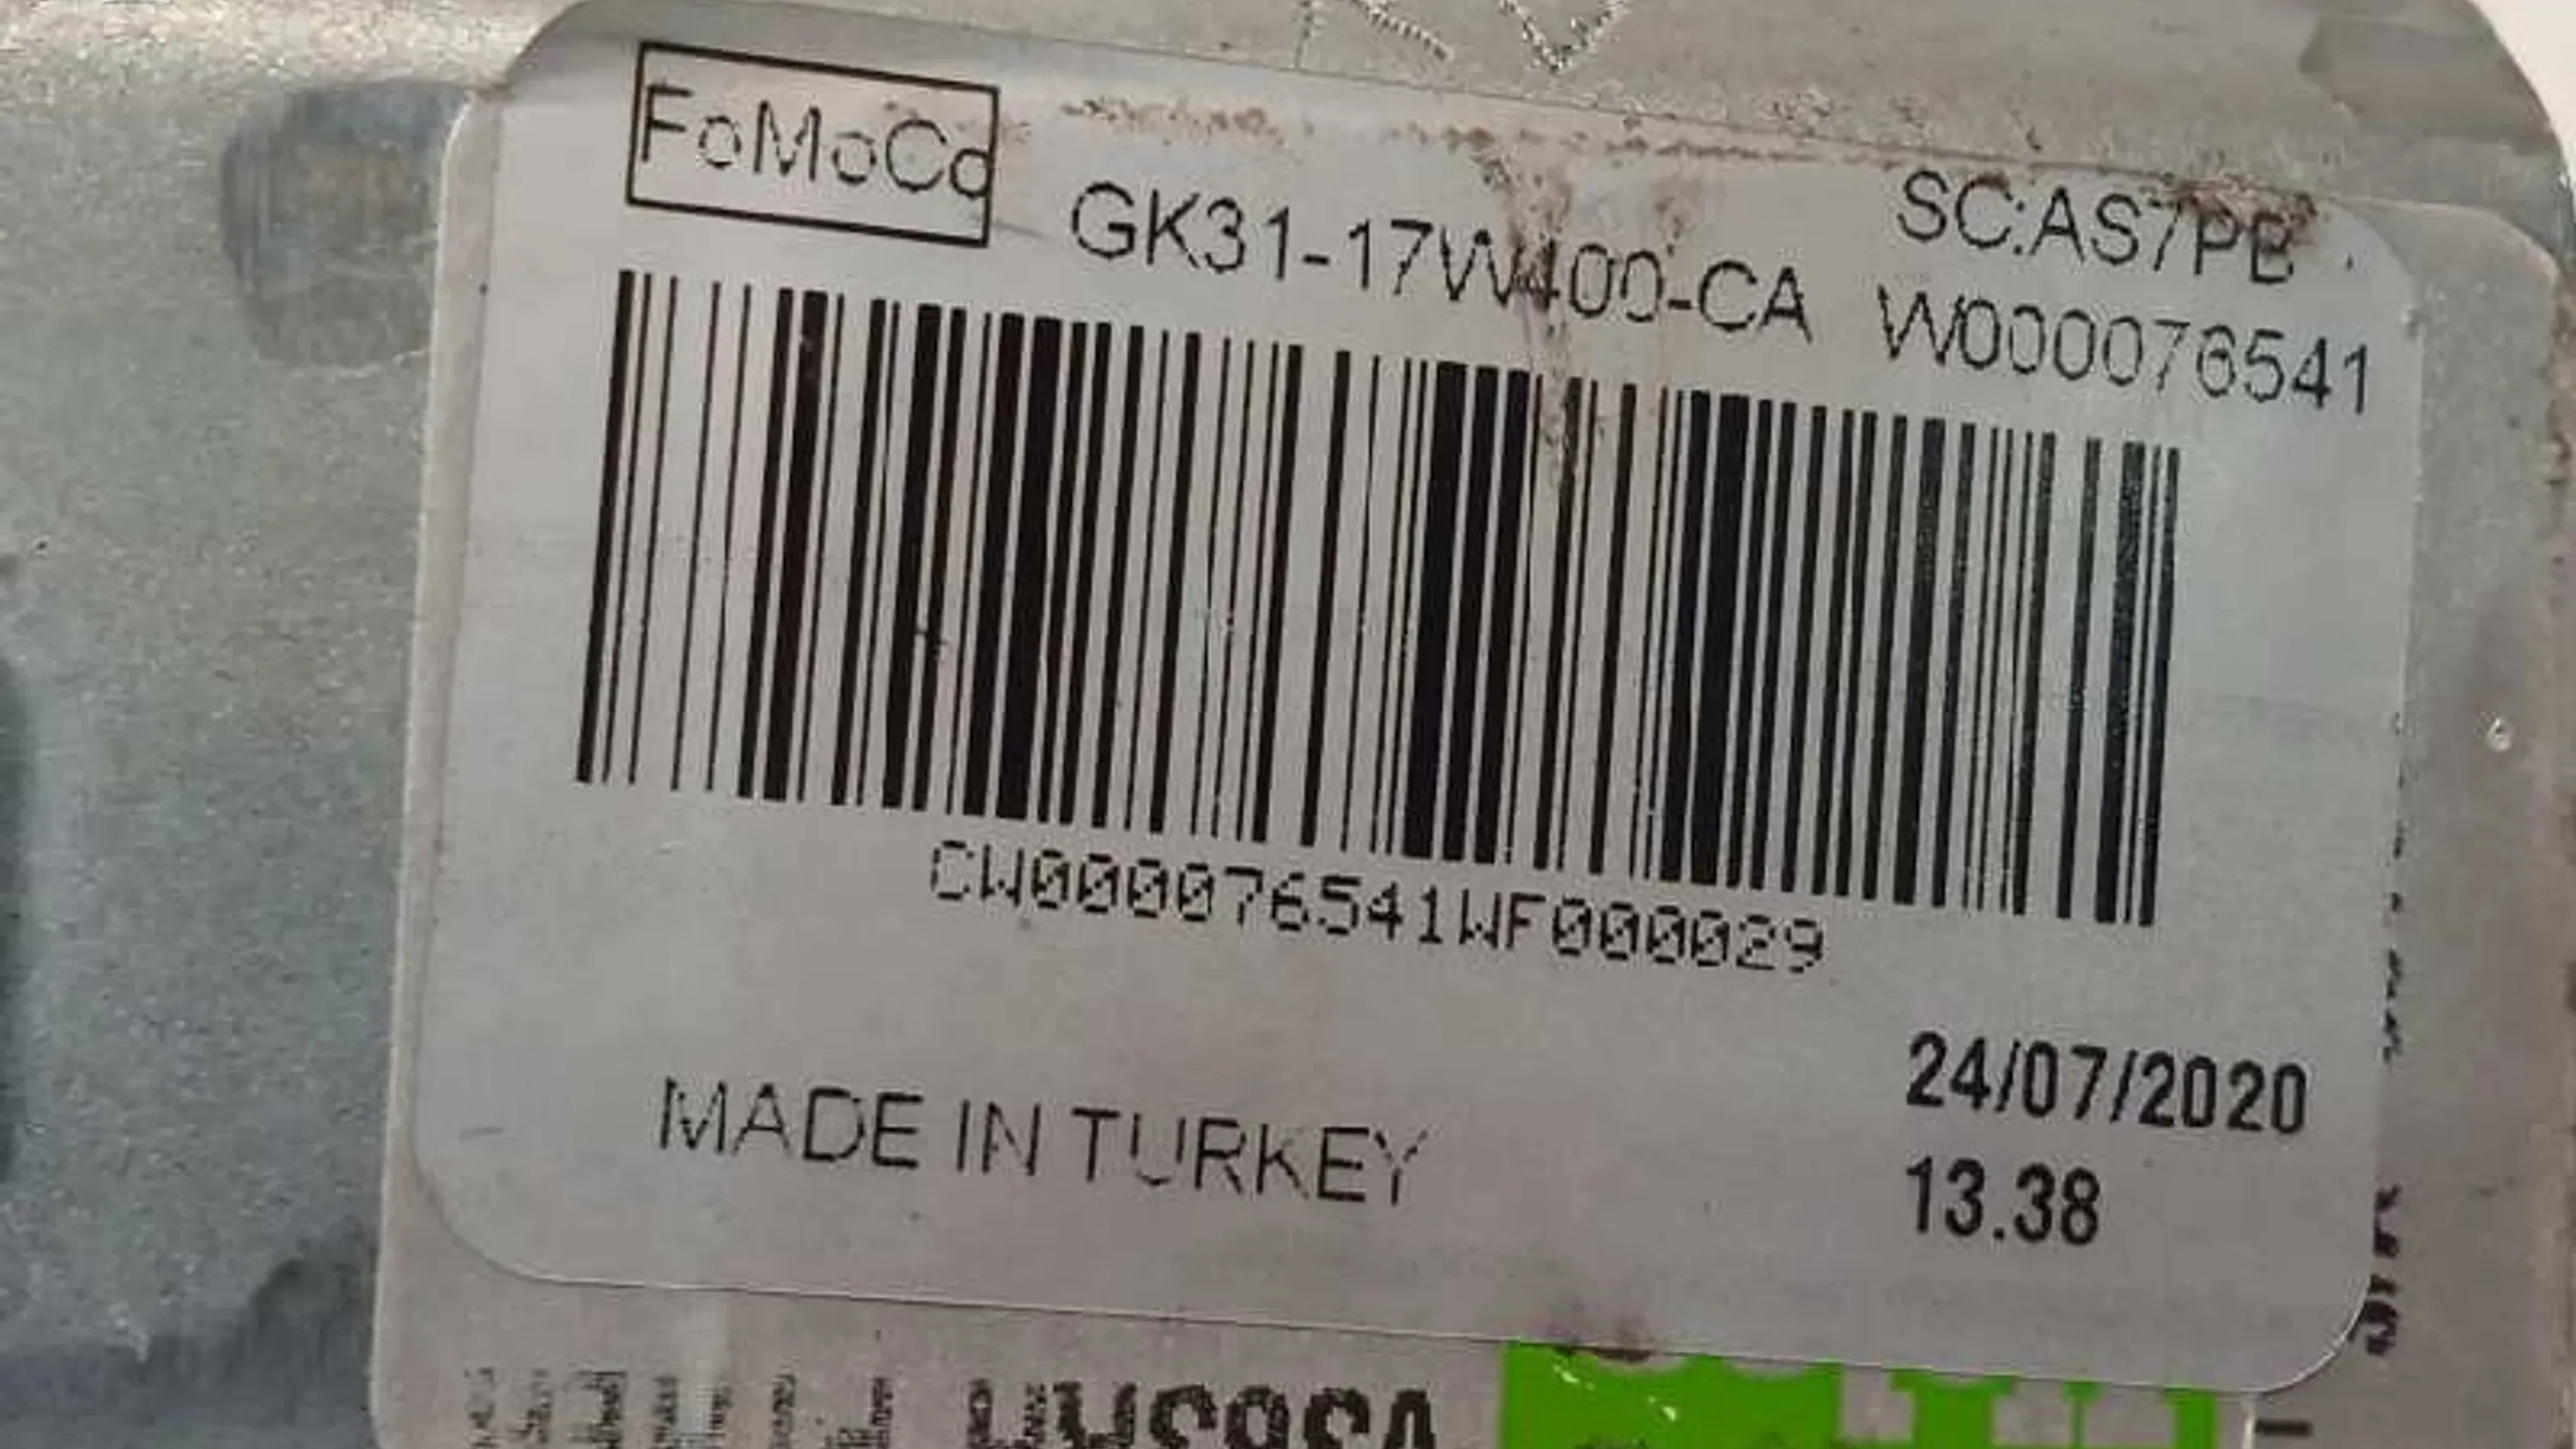 FoMoCo
GK31-17W400-CA
SC:AS7PB
W000076541
CW000076541WF000029
MADE IN TURKEY
24/07/2020
13.38